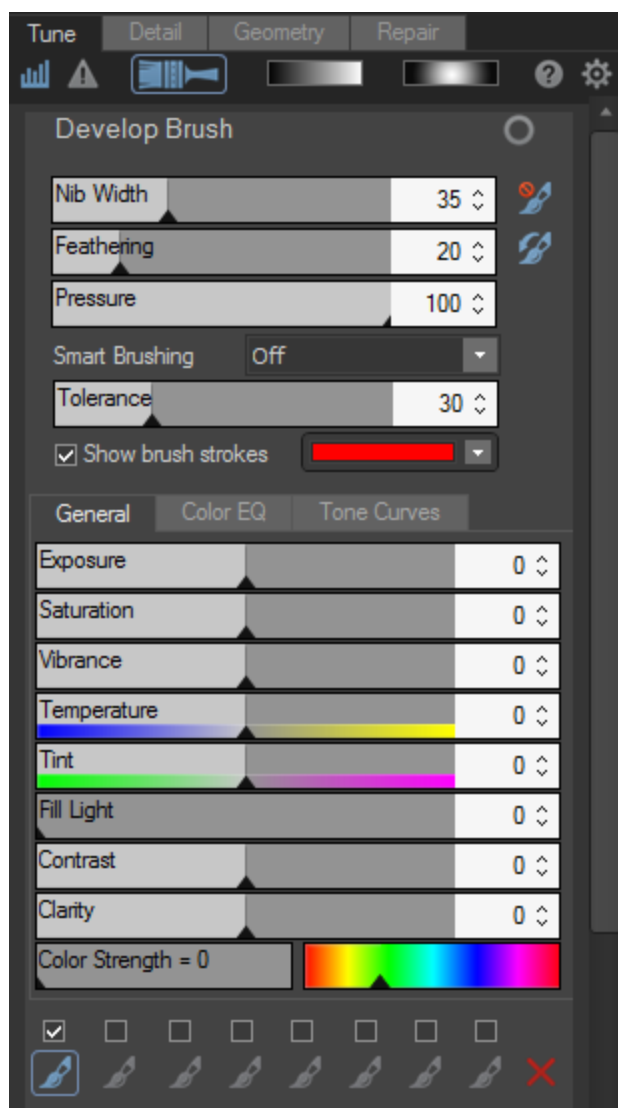 Tune Detail Geometry Repair
Develop Brush
Nib Width 35
Feathering 20
Pressure 100
Smart Brushing Off
Tolerance 30
Show brush strokes
General Color EQ Tone Curves
Exposure 0
Saturation 0
Vibrance 0
Temperature 0
Tint 0
Fill Light 0
Contrast 0
Clarity 0
Color Strength = 0